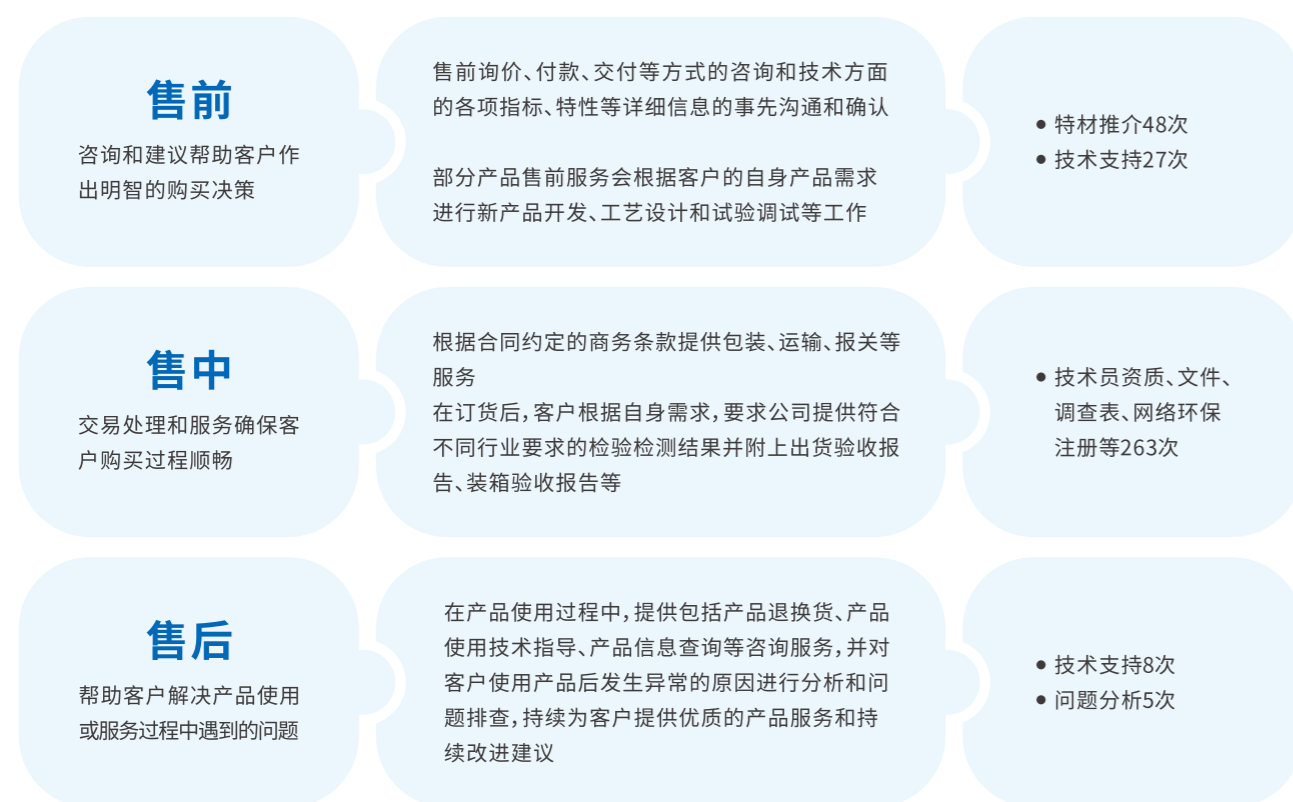 售前
咨询和建议帮助客户作
出明智的购买决策
售前询价、付款、交付等方式的咨询和技术方面
的各项指标、特性等详细信息的事先沟通和确认
部分产品售前服务会根据客户的自身产品需求
进行新产品开发、工艺设计和试验调试等工作
● 特材推介48次
● 技术支持27次
售中
交易处理和服务确保客
户购买过程顺畅
根据合同约定的商务条款提供包装、运输、报关等
服务
在订货后,客户根据自身需求,要求公司提供符合
不同行业要求的检验检测结果并附上出货验收报
告、装箱验收报告等
● 技术员资质、文件、
调查表、网络环保
注册等263次
售后
帮助客户解决产品使用
或服务过程中遇到的问题
在产品使用过程中,提供包括产品退换货、产品
使用技术指导、产品信息查询等咨询服务,并对
客户使用产品后发生异常的原因进行分析和问
题排查,持续为客户提供优质的产品服务和持
续改进建议
● 技术支持8次
● 问题分析5次